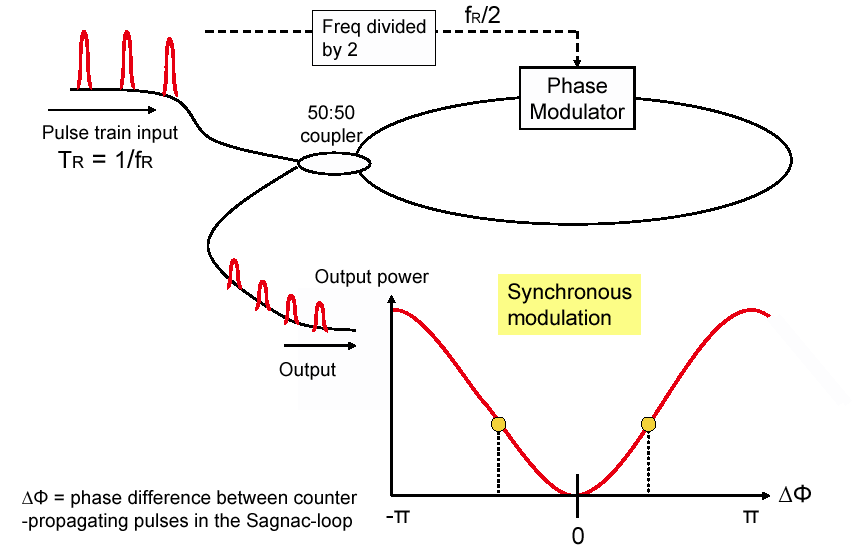 Freq divided
by 2
fR/2
Phase
Modulator
50:50
coupler
Pulse train input
TR = 1/fR
Output power
Synchronous
modulation
Output
ΔΦ = phase difference between counter
-propagating pulses in the Sagnac-loop
-π
0
π
ΔΦ